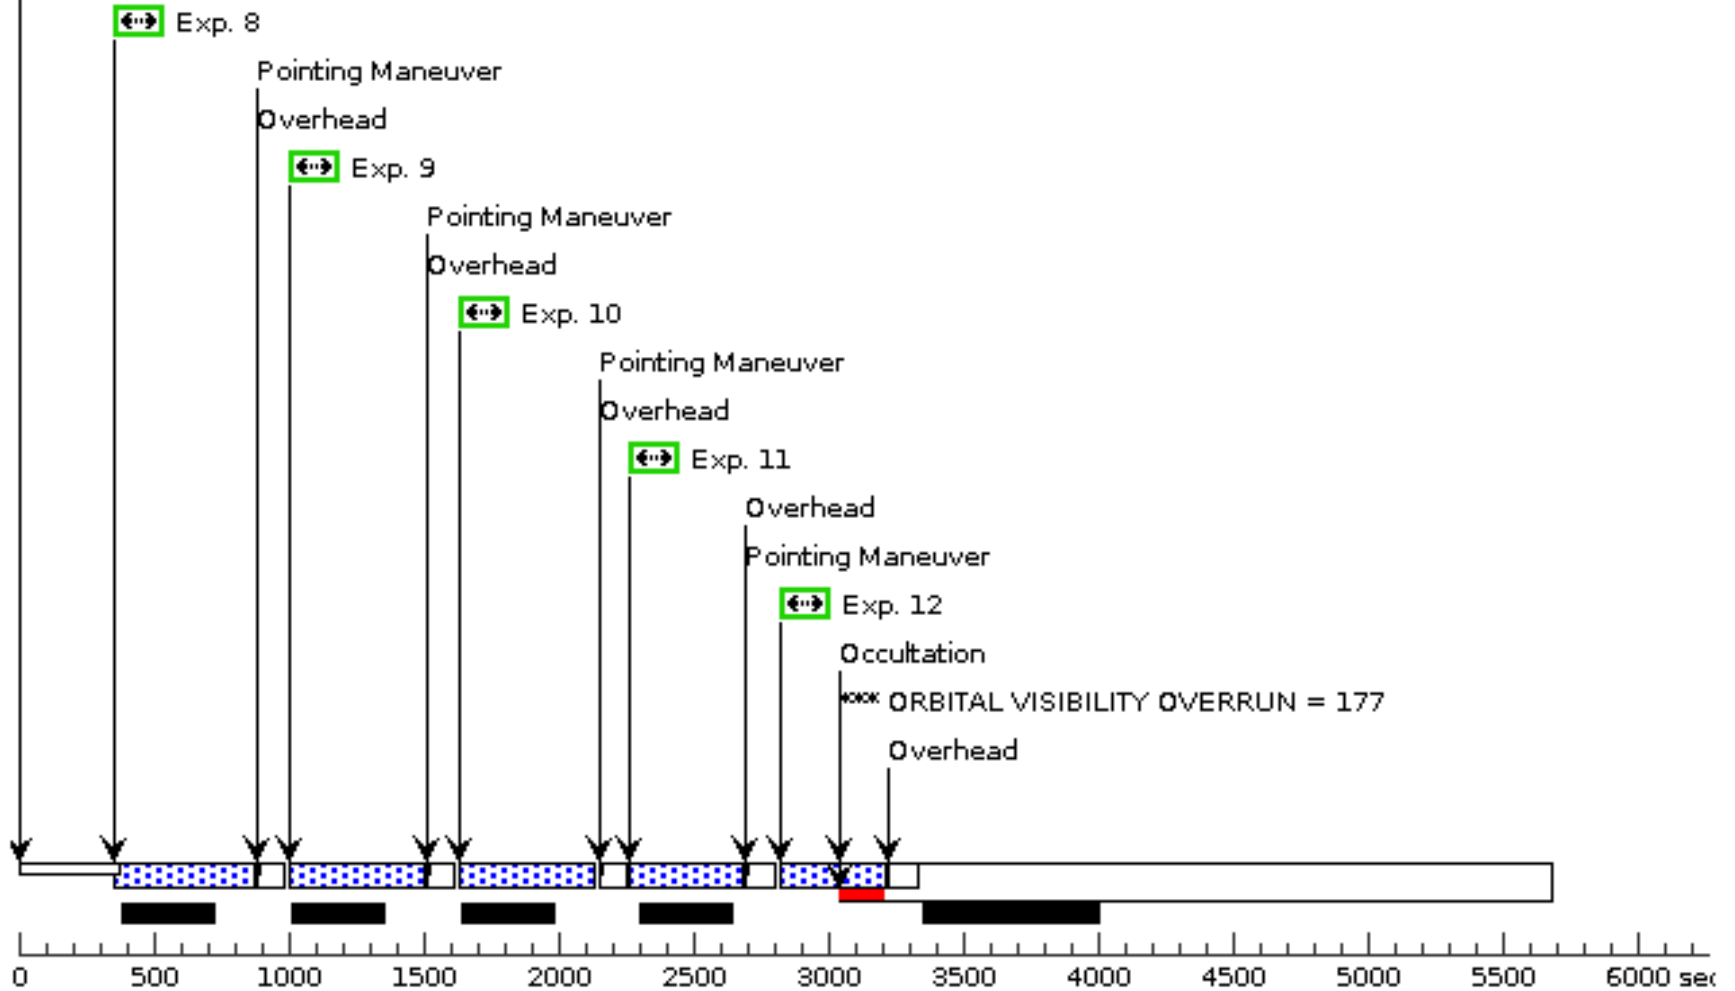 Exp. 8
Pointing Maneuver
Overhead
Exp. 9
Pointing Maneuver
Overhead
Exp. 10
Pointing Maneuver
Overhead
Exp. 11
Overhead
Pointing Maneuver
Exp. 12
Occultation
*** ORBITAL VISIBILITY OVERRUN = 177
Overhead
0 500 1000 1500 2000 2500 3000 3500 4000 4500 5000 5500 6000 sec